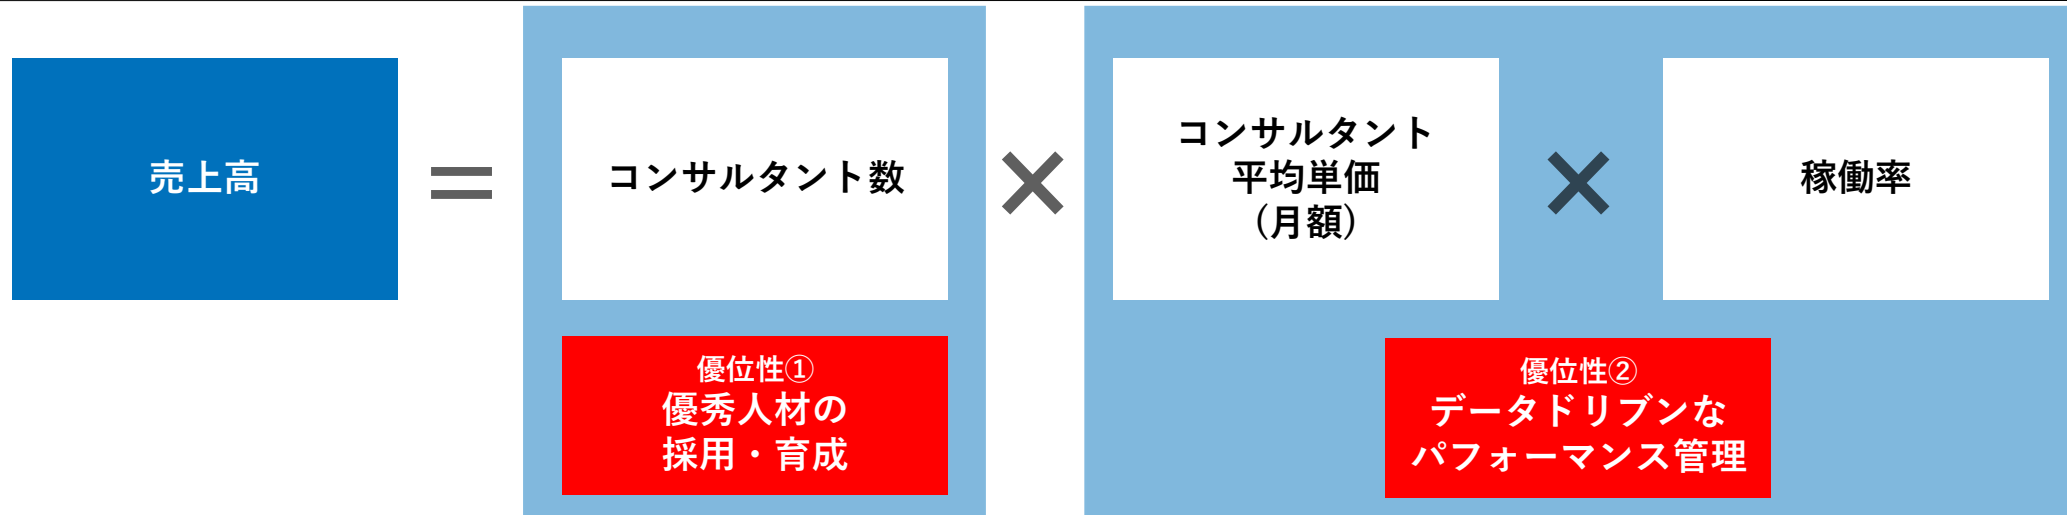 売上高
＝
コンサルタント数
×
コンサルタント
平均単価
（月額）
×
稼働率
優位性①
優秀人材の
採用・育成
優位性②
データドリブンな
パフォーマンス管理